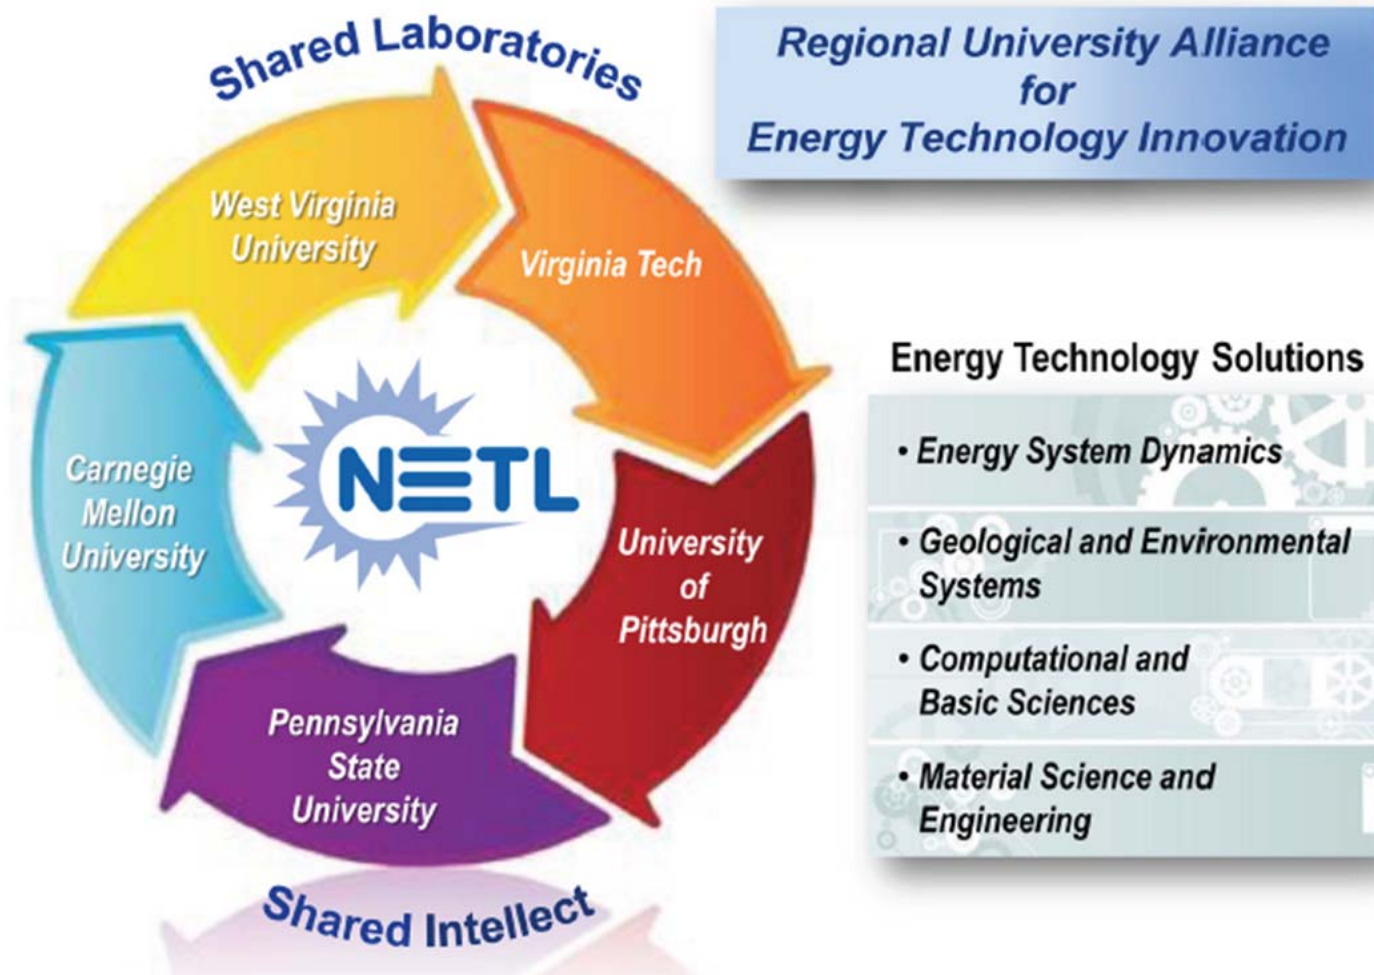 Shared Laboratories
Regional University Alliance
for
Energy Technology Innovation
West Virginia
University
Virginia Tech
University
of
Pittsburgh
Pennsylvania
State
University
Carnegie
Mellon
University
NETL
Shared Intellect
Energy Technology Solutions
• Energy System Dynamics
• Geological and Environmental
Systems
• Computational and
Basic Sciences
• Material Science and
Engineering